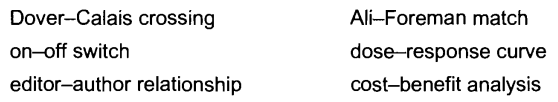 Dover–Calais crossing
on–off switch
editor–author relationship
Ali–Foreman match
dose–response curve
cost–benefit analysis